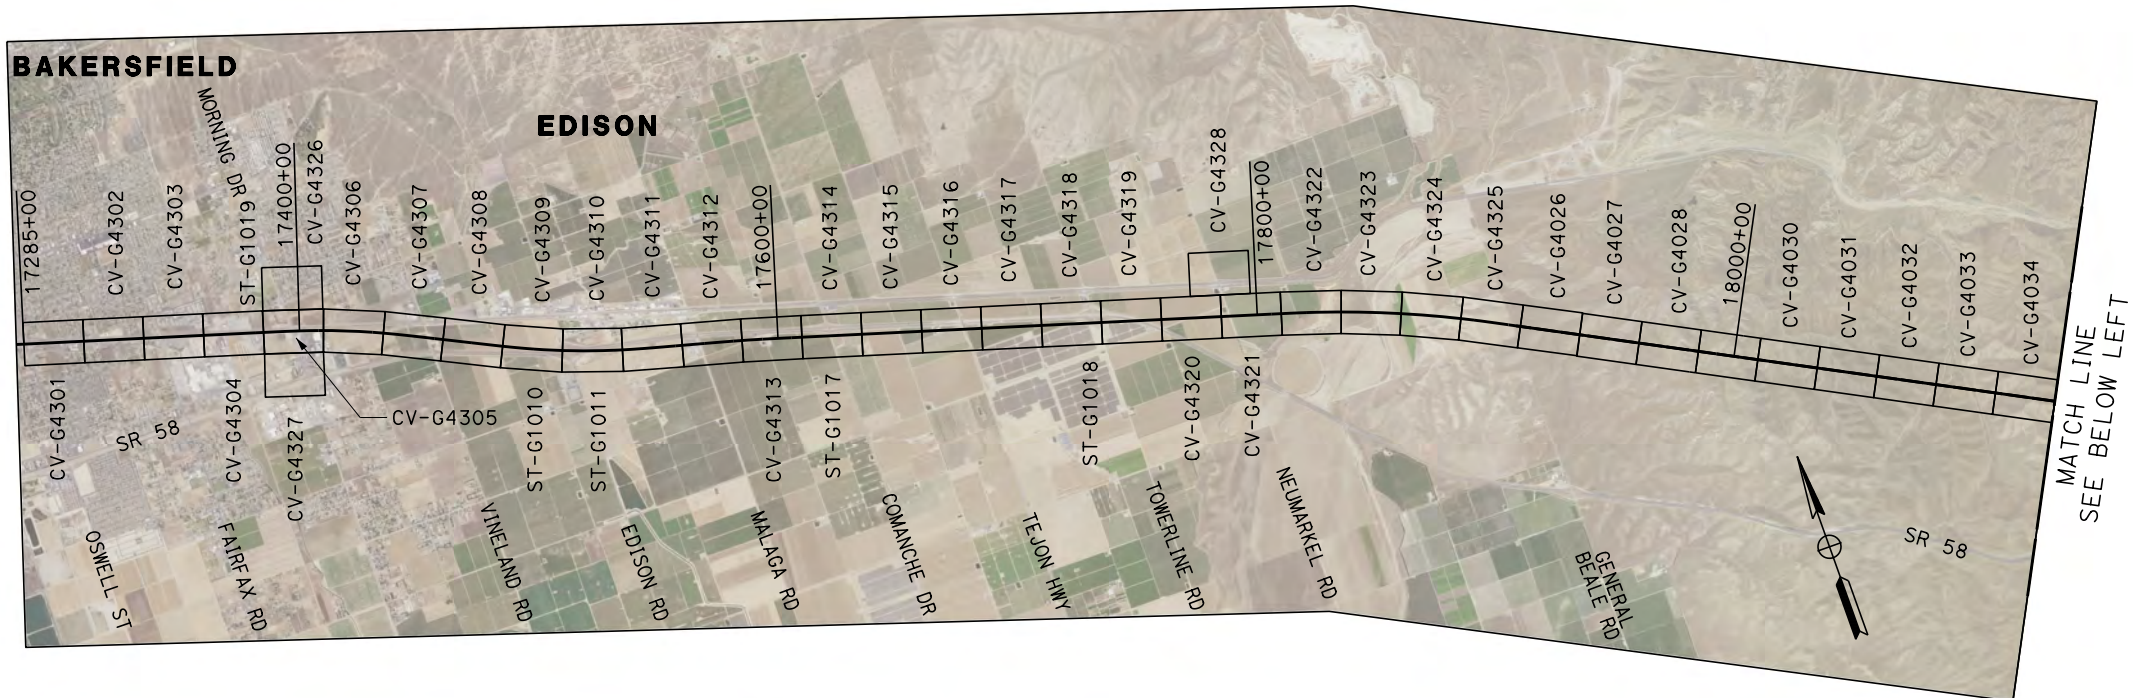 BAKERSFIELD
EDISON
MORNING DR
17285+00
CV-G4302
CV-G4303
ST-G1019
17400+00
CV-G4326
CV-G4306
CV-G4307
CV-G4308
CV-G4309
CV-G4310
CV-G4311
CV-G4312
17600+00
CV-G4314
CV-G4315
CV-G4316
CV-G4317
CV-G4318
CV-G4319
CV-G4328
17800+00
CV-G4322
CV-G4323
CV-G4324
CV-G4325
CV-G4026
CV-G4027
CV-G4028
18000+00
CV-G4030
CV-G4031
CV-G4032
CV-G4033
CV-G4034
MATCH LINE
SEE BELOW LEFT
CV-G4301
SR 58
CV-G4304
CV-G4327
CV-G4305
ST-G1010
ST-G1011
CV-G4313
ST-G1017
ST-G1018
CV-G4320
CV-G4321
OSWELL ST
FAIRFAX RD
VINELAND RD
EDISON RD
MALAGA RD
COMANCHE DR
TEJON HWY
TOWERLINE RD
NEUMARKEL RD
GENERAL
BEALE RD
SR 58